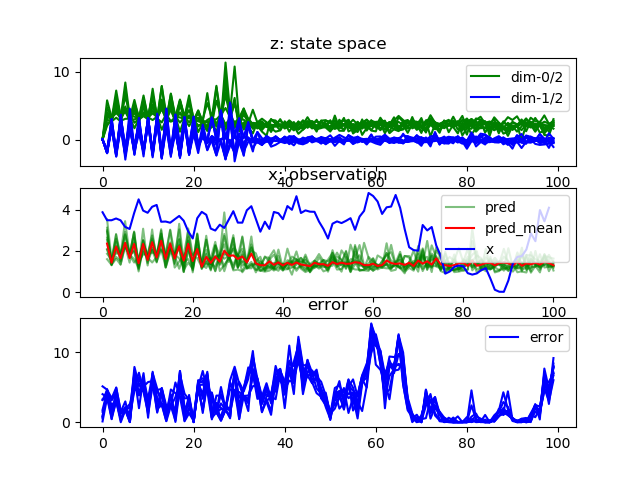 z: state space
10
0
dim-0/2
dim-1/2
0 20 40 60 80 100
x: observation
4
2
0
pred
pred_mean
x
0 20 40 60 80 100
error
10
0
error
0 20 40 60 80 100